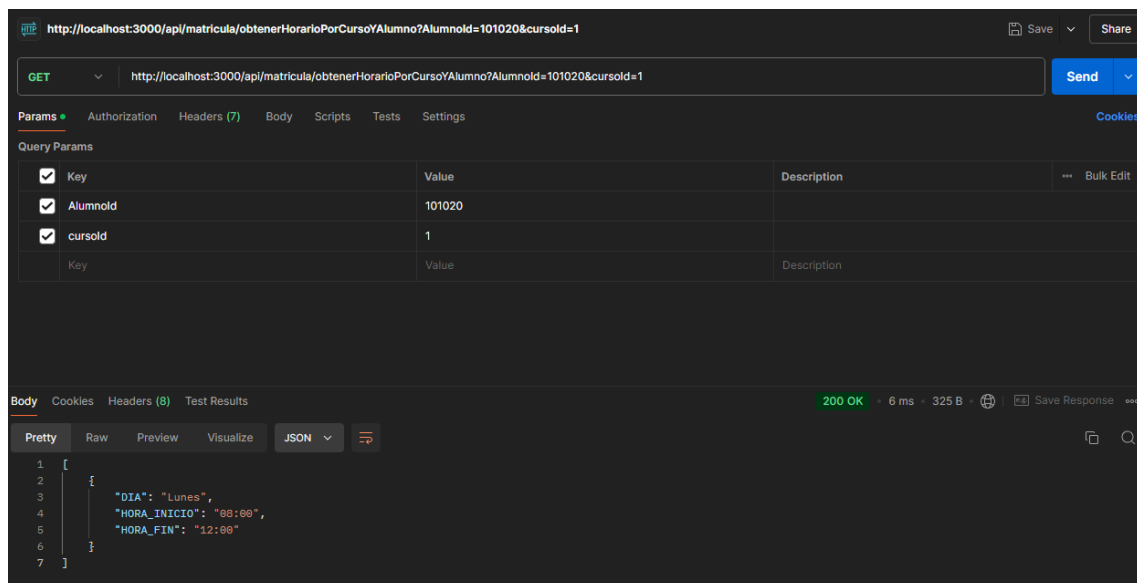 HTTP http://localhost:3000/api/matricula/obtenerHorarioPorCursoYAlumno?AlumnoId=101020&cursoId=1 Save Share
GET http://localhost:3000/api/matricula/obtenerHorarioPorCursoYAlumno?AlumnoId=101020&cursoId=1 Send
Params Authorization Headers (7) Body Scripts Tests Settings Cookies
Query Params
Key Value Description ... Bulk Edit
AlumnoId 101020
cursoId 1
Key Value Description
Body Cookies Headers (8) Test Results 200 OK 6 ms 325 B Save Response
Pretty Raw Preview Visualize JSON
1 [
2 {
3 "DIA": "Lunes",
4 "HORA_INICIO": "08:00",
5 "HORA_FIN": "12:00"
6 }
7 ]